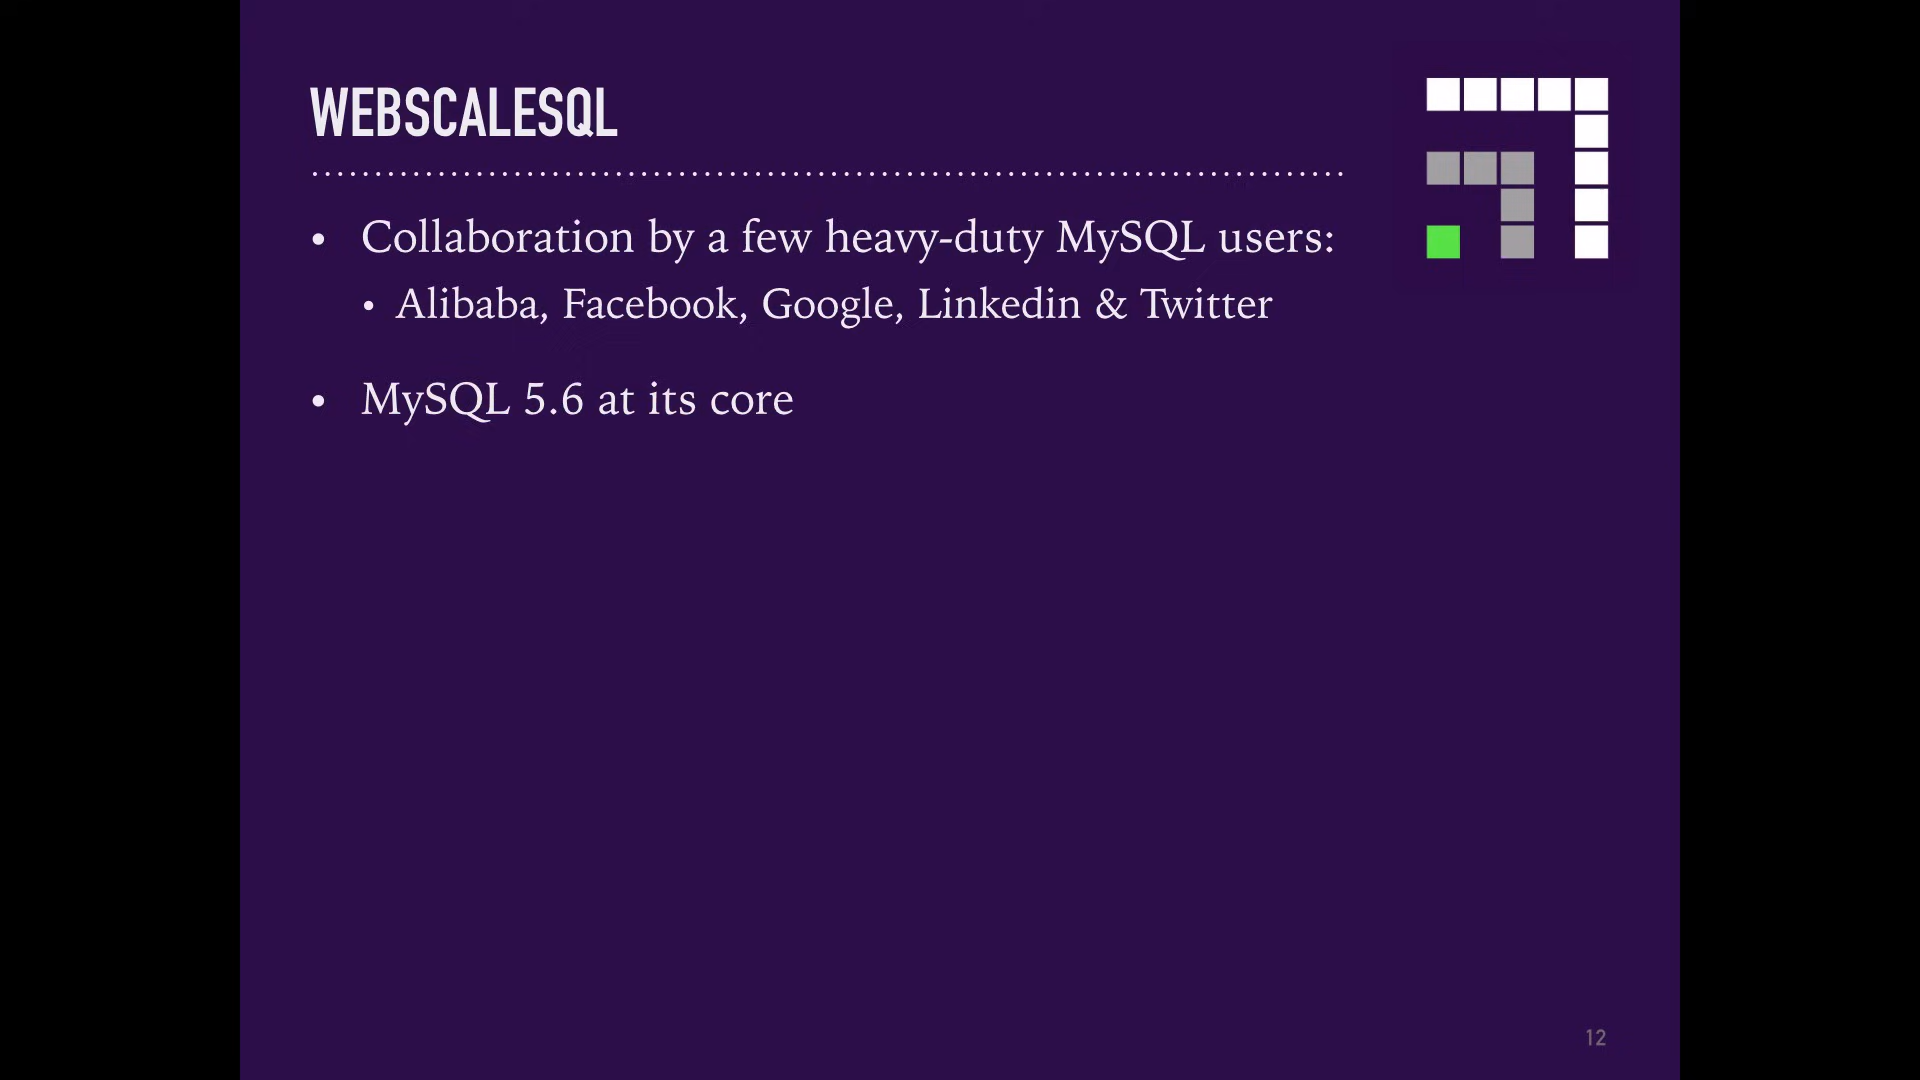 WEBSCALESQL
• Collaboration by a few heavy-duty MySQL users:
• Alibaba, Facebook, Google, Linkedin & Twitter
• MySQL 5.6 at its core
12